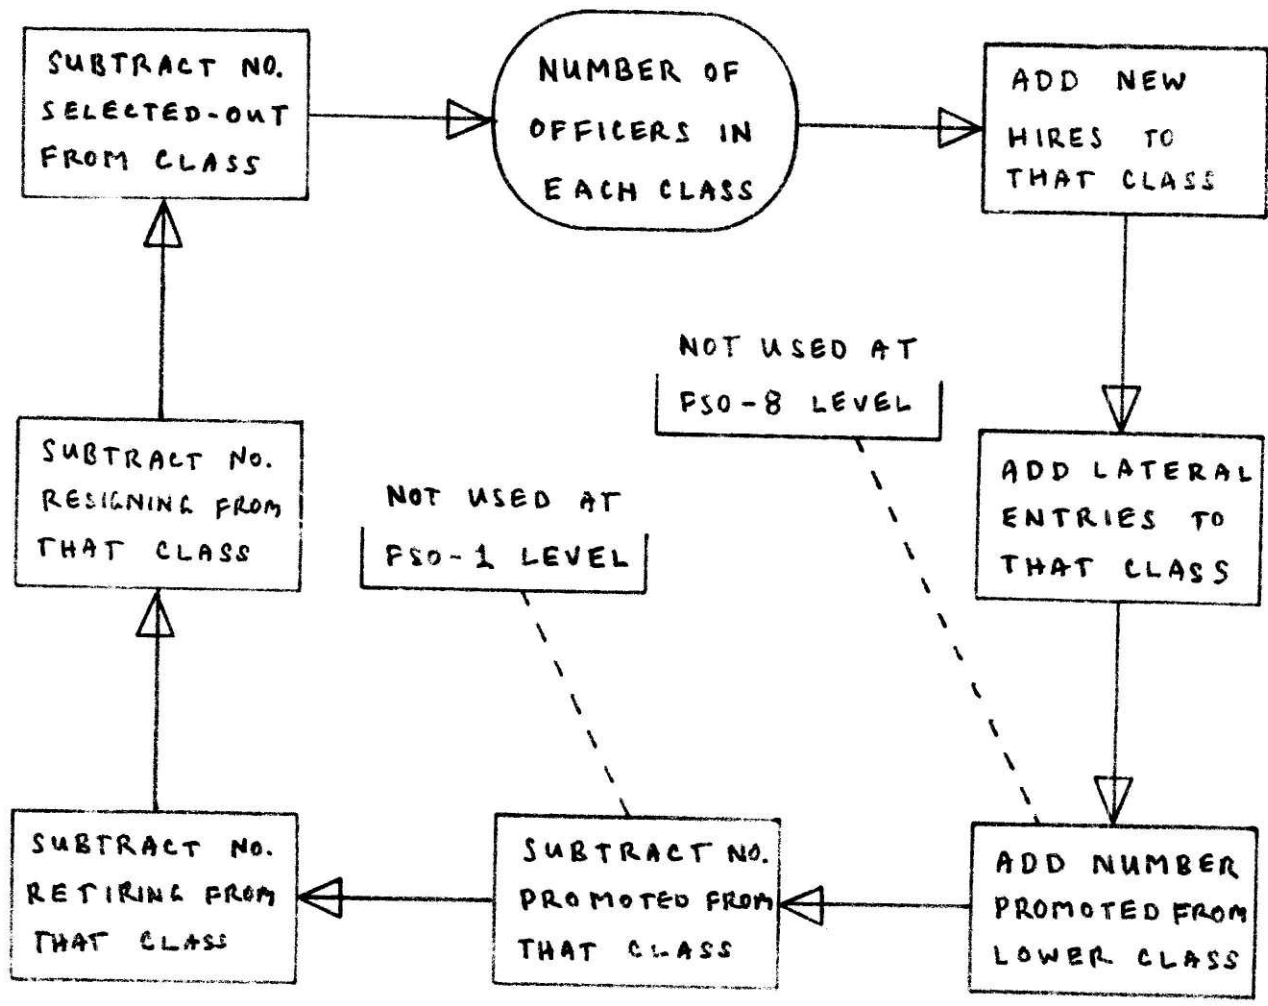 SUBTRACT NO.
SELECTED-OUT
FROM CLASS
NUMBER OF
OFFICERS IN
EACH CLASS
ADD NEW
HIRES TO
THAT CLASS
NOT USED AT
FSO-8 LEVEL
ADD LATERAL
ENTRIES TO
THAT CLASS
SUBTRACT NO.
RESIGNING FROM
THAT CLASS
NOT USED AT
FSO-1 LEVEL
SUBTRACT NO.
RETIRING FROM
THAT CLASS
SUBTRACT NO.
PROMOTED FROM
THAT CLASS
ADD NUMBER
PROMOTED FROM
LOWER CLASS